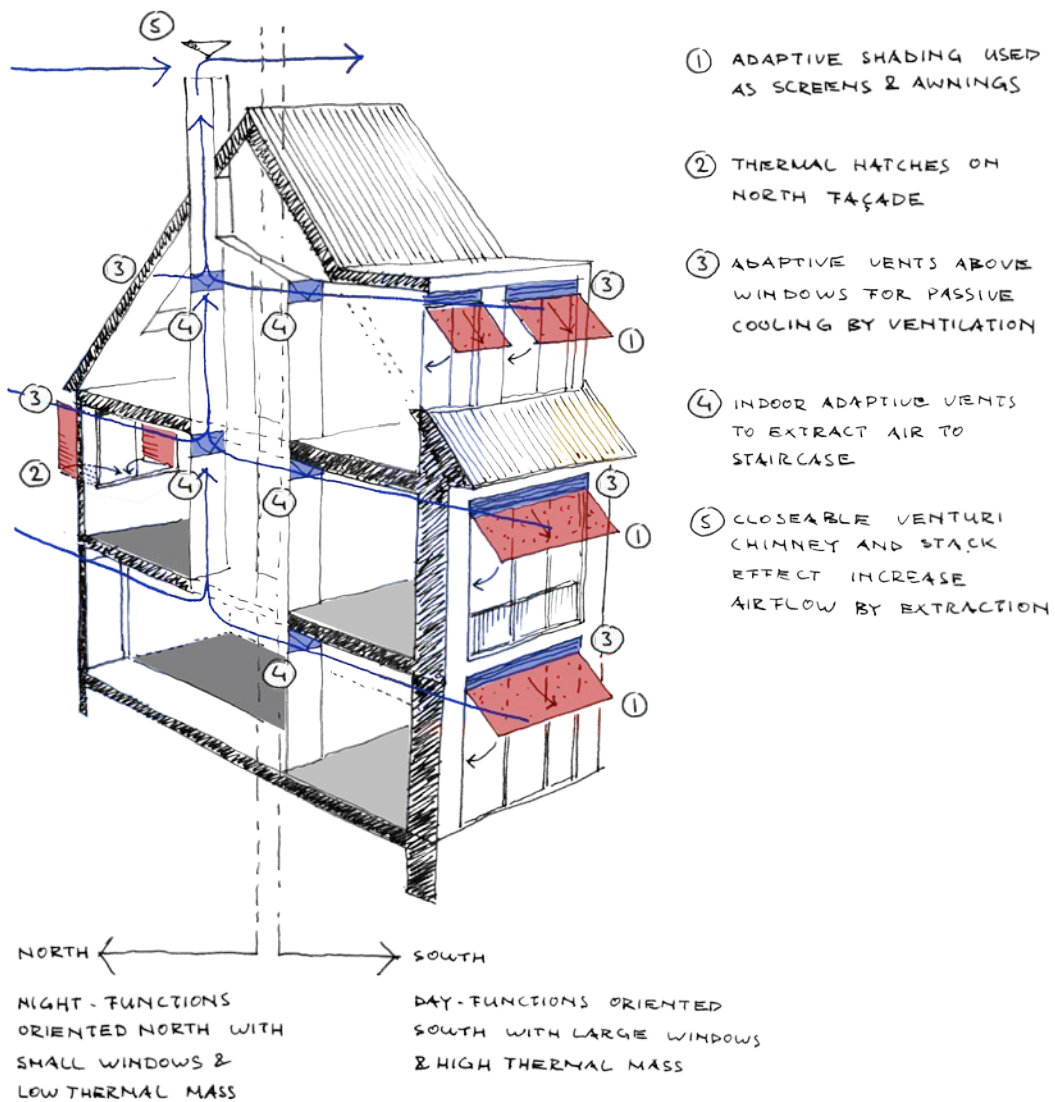 5
1 ADAPTIVE SHADING USED
AS SCREENS & AWNINGS
2 THERMAL HATCHES ON
NORTH FAÇADE
3 ADAPTIVE VENTS ABOVE
WINDOWS FOR PASSIVE
COOLING BY VENTILATION
4 INDOOR ADAPTIVE VENTS
TO EXTRACT AIR TO
STAIRCASE
5 CLOSEABLE VENTURI
CHIMNEY AND STACK
EFFECT INCREASE
AIRFLOW BY EXTRACTION
3
3
4
4
1
3
2
4
4
3
1
3
4
1
NORTH
SOUTH
NIGHT-FUNCTIONS
ORIENTED NORTH WITH
SMALL WINDOWS &
LOW THERMAL MASS
DAY-FUNCTIONS ORIENTED
SOUTH WITH LARGE WINDOWS
& HIGH THERMAL MASS